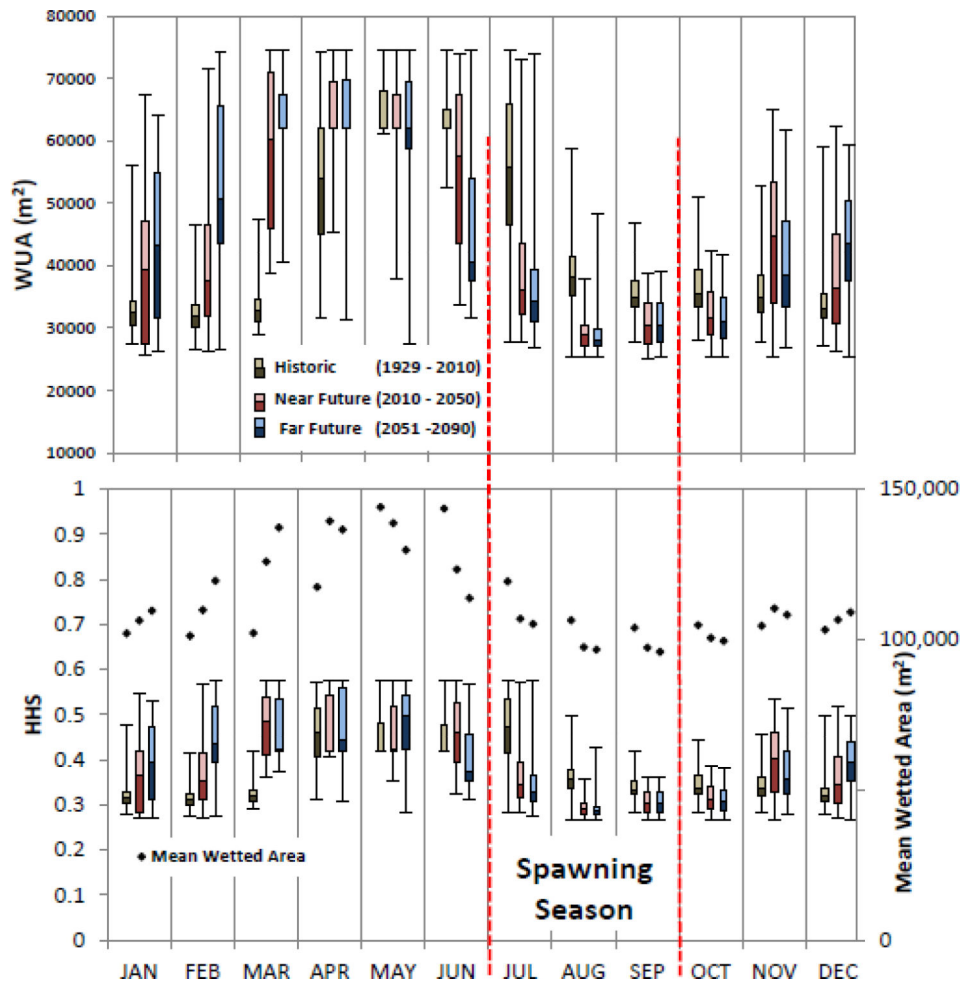 80000
70000
60000
50000
40000
30000
20000
10000
WUA (m²)
Historic (1929 - 2010)
Near Future (2010 - 2050)
Far Future (2051 -2090)
1
0.9
0.8
0.7
0.6
0.5
0.4
0.3
0.2
0.1
0
HHS
150,000
100,000
0
Mean Wetted Area (m²)
Mean Wetted Area
Spawning
Season
JAN FEB MAR APR MAY JUN JUL AUG SEP OCT NOV DEC